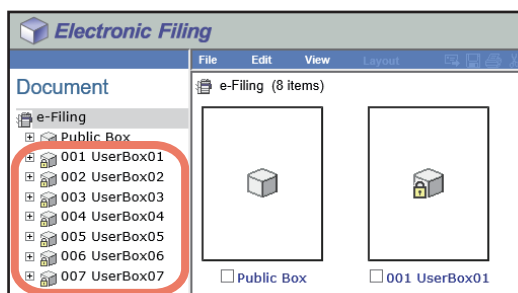 Electronic Filing
File Edit View Layout
Document
e-Filing (8 items)
e-Filing
Public Box
001 UserBox01
002 UserBox02
003 UserBox03
004 UserBox04
005 UserBox05
006 UserBox06
007 UserBox07
Public Box
001 UserBox01